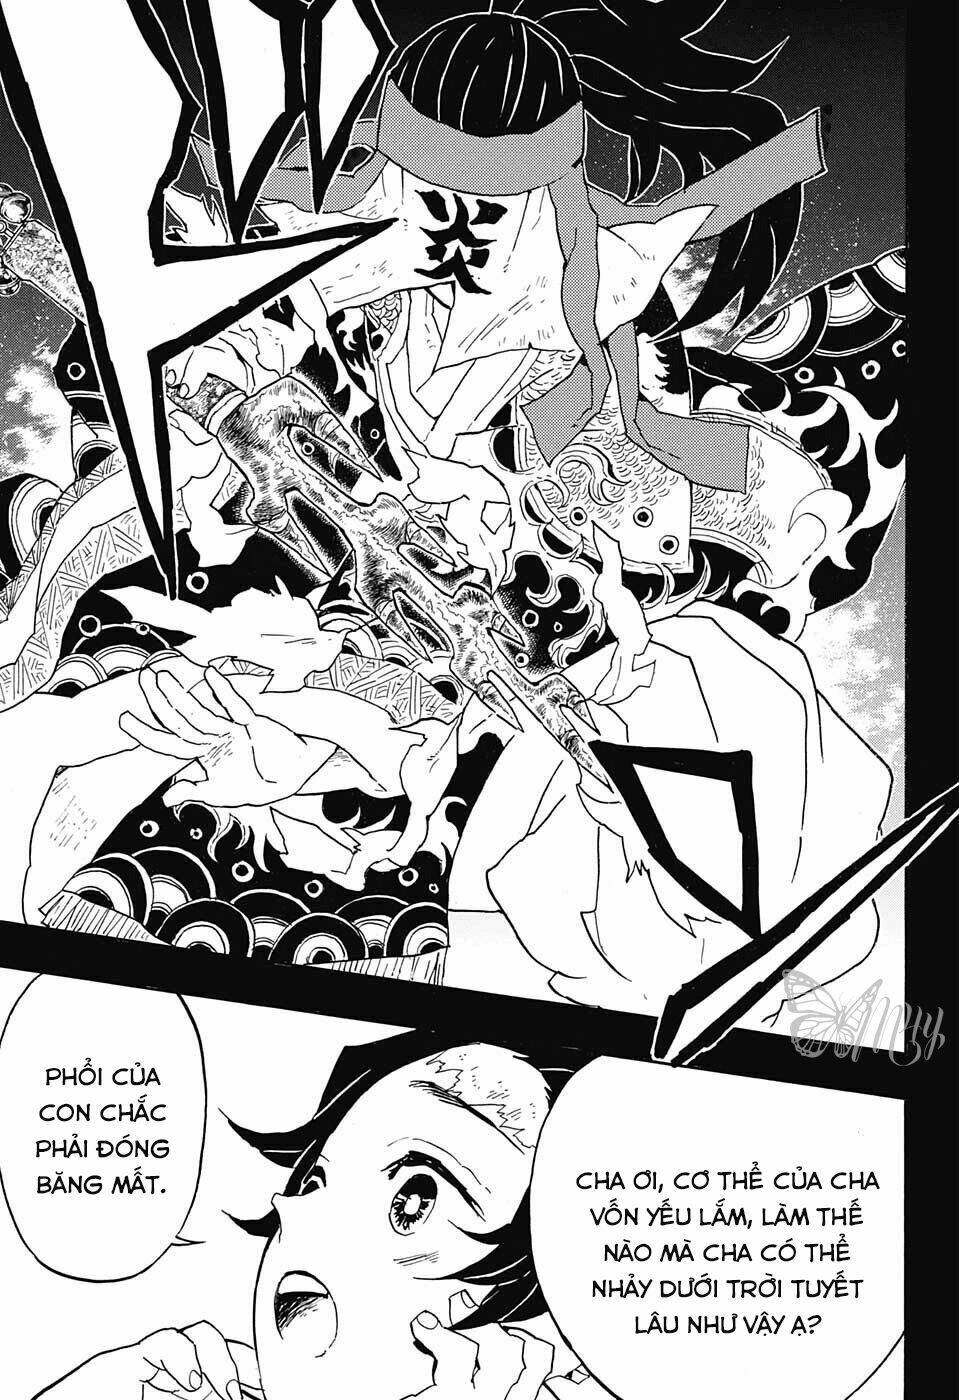 炎
CHA ƠI, CƠ THỂ CỦA CHA
VỐN YẾU LẮM, LÀM THẾ
NÀO MÀ CHA CÓ THỂ
NHẢY DƯỚI TRỜI TUYẾT
LÂU NHƯ VẬY Ạ?
PHỔI CỦA
CON CHẮC
PHẢI ĐÓNG
BĂNG MẤT.